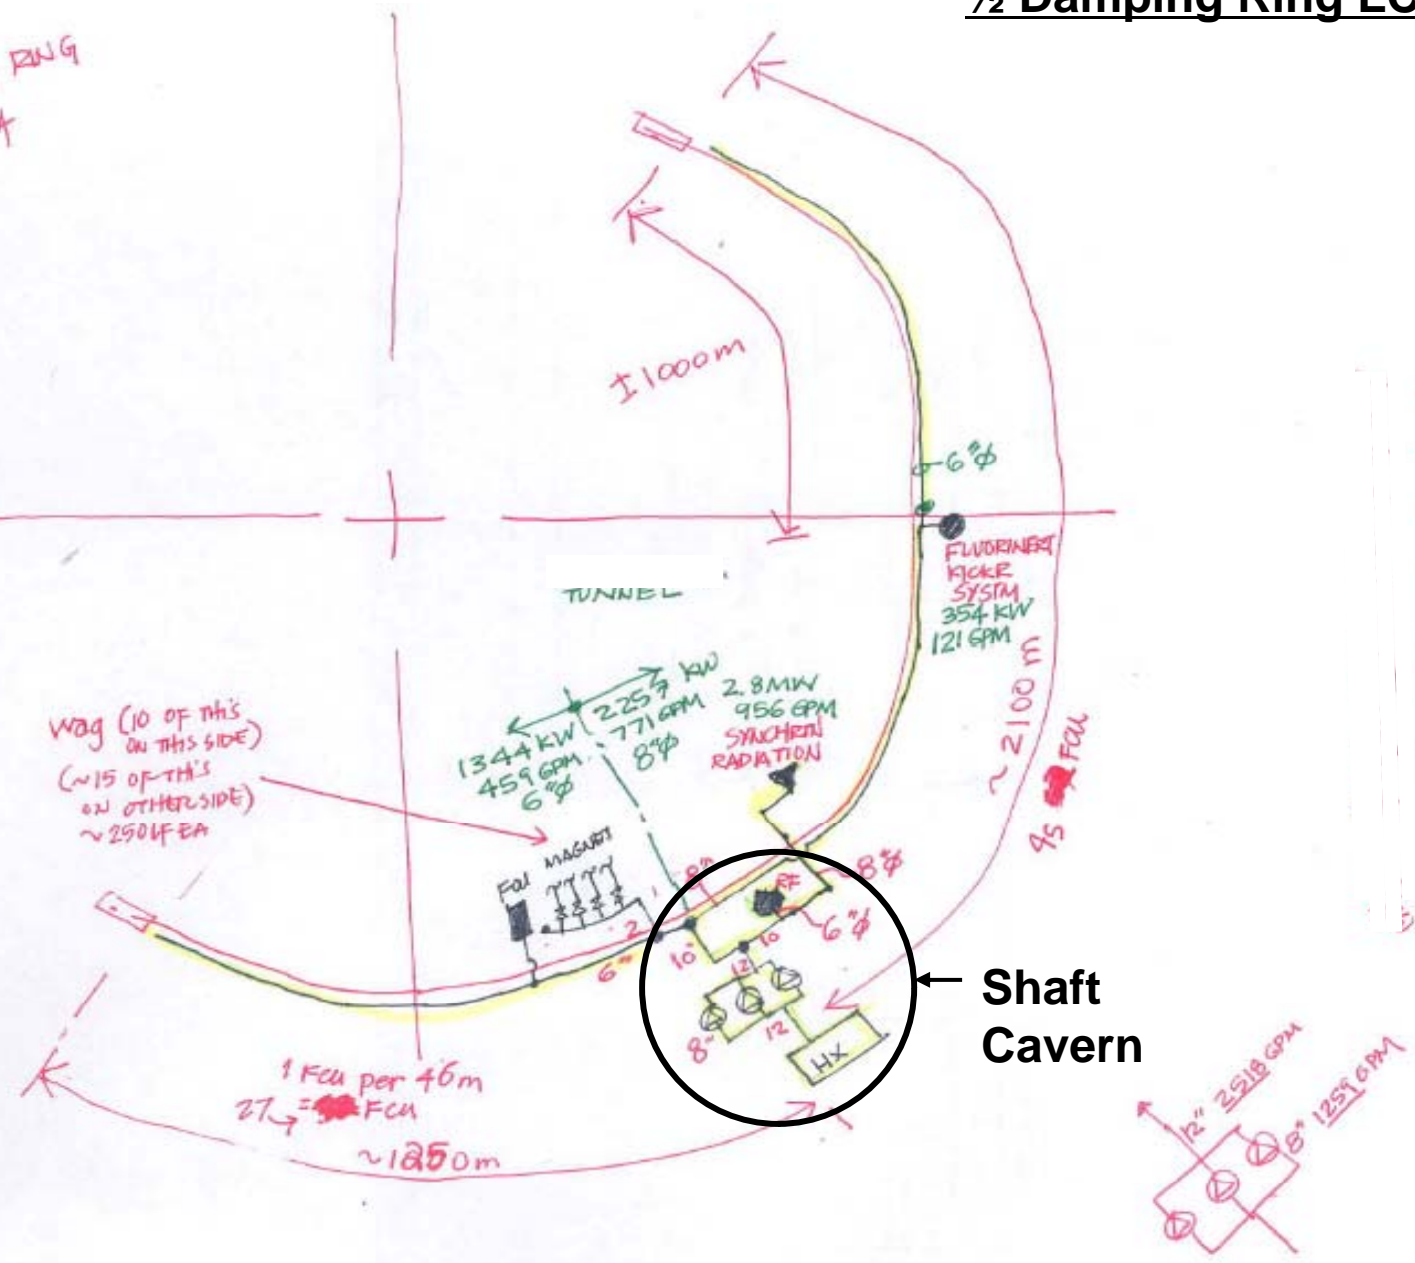 ½ Damping Ring
RING
±1000m
6"Ø
FLUORINERT
KICKR
SYSTM
354 KW
121 GPM
TUNNEL
~2100 m
45 FCU
1344 KW
459 GPM
6"Ø
2257 KW
771 GPM
8"Ø
2.8MW
956 GPM
SYNCHRTN
RADIATION
wag (10 OF THIS
ON THIS SIDE)
(~15 OF THIS
ON OTHER SIDE)
~250 LF EA
FCU
MAGNET
8"
RF
8"Ø
6"Ø
2
6"
10"
10
12
12
8"
HX
Shaft
Cavern
1 FCU per 46m
27 = FCU
~1250m
12" 2518 GPM
8" 1259 GPM